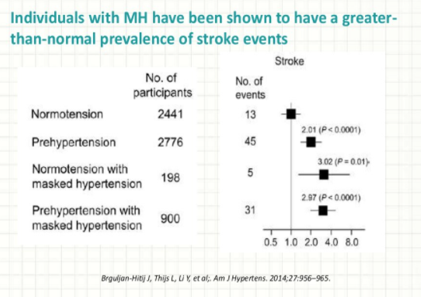 Individuals with MH have been shown to have a greater-
than-normal prevalence of stroke events
No. of
participants
Normotension 2441
Prehypertension 2776
Normotension with
masked hypertension 198
Prehypertension with
masked hypertension 900
Stroke
No. of
events
13
45 2.01 (P < 0.0001)
5 3.02 (P = 0.01)
31 2.97 (P < 0.0001)
0.5 1.0 2.0 4.0 8.0
Brguljan-Hitij J, Thijs L, Li Y, et al;. Am J Hypertens. 2014;27:956–965.